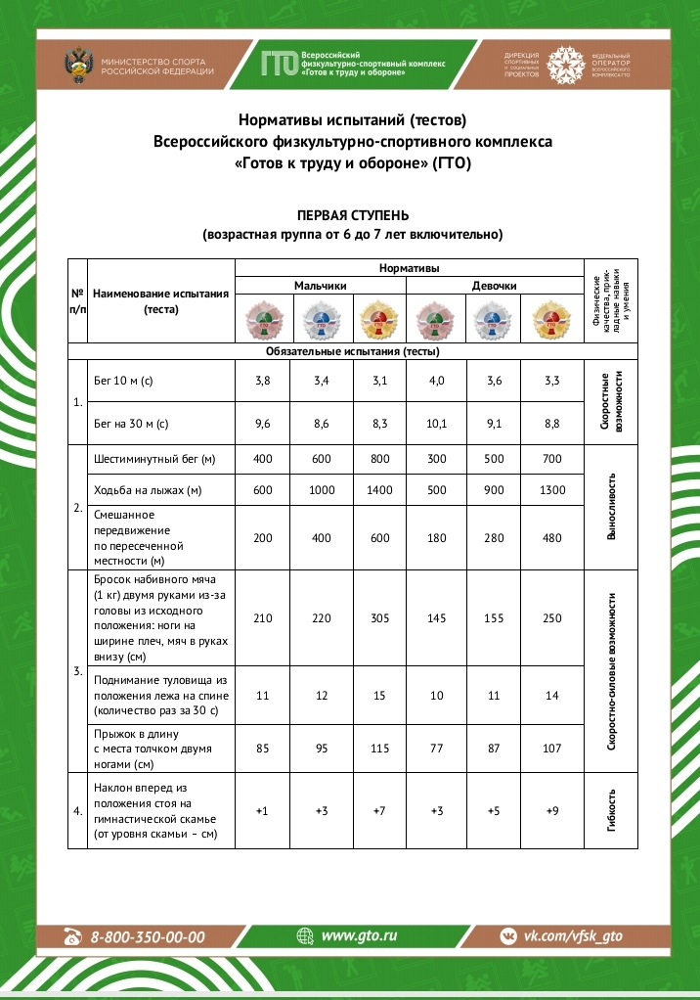 МИНИСТЕРСТВО СПОРТА
РОССИЙСКОЙ ФЕДЕРАЦИИ
ГТО
Всероссийский
физкультурно-спортивный комплекс
«Готов к труду и обороне»
ДИРЕКЦИЯ
СПОРТИВНЫХ
И СОЦИАЛЬНЫХ
ПРОЕКТОВ
ФЕДЕРАЛЬНЫЙ
ОПЕРАТОР
ВСЕРОССИЙСКОГО
КОМПЛЕКСА ГТО
Нормативы испытаний (тестов)
Всероссийского физкультурно-спортивного комплекса
«Готов к труду и обороне» (ГТО)
ПЕРВАЯ СТУПЕНЬ
(возрастная группа от 6 до 7 лет включительно)
№
п/п
Наименование испытания
(теста)
Нормативы
Мальчики Девочки
ГТО ГТО ГТО ГТО ГТО ГТО
Физические
качества, прик-
ладные навыки
и умения
Обязательные испытания (тесты)
1.
Бег 10 м (с) 3,8 3,4 3,1 4,0 3,6 3,3
Бег на 30 м (с) 9,6 8,6 8,3 10,1 9,1 8,8
Скоростные
возможности
2.
Шестиминутный бег (м) 400 600 800 300 500 700
Ходьба на лыжах (м) 600 1000 1400 500 900 1300
Смешанное
передвижение
по пересеченной
местности (м)
200 400 600 180 280 480
Выносливость
3.
Бросок набивного мяча
(1 кг) двумя руками из-за
головы из исходного
положения: ноги на
ширине плеч, мяч в руках
внизу (см)
210 220 305 145 155 250
Поднимание туловища из
положения лежа на спине
(количество раз за 30 с)
11 12 15 10 11 14
Прыжок в длину
с места толчком двумя
ногами (см)
85 95 115 77 87 107
Скоростно-силовые возможности
4.
Наклон вперед из
положения стоя на
гимнастической скамье
(от уровня скамьи – см)
+1 +3 +7 +3 +5 +9
Гибкость
8-800-350-00-00
www.gto.ru
vk.com/vfsk_gto